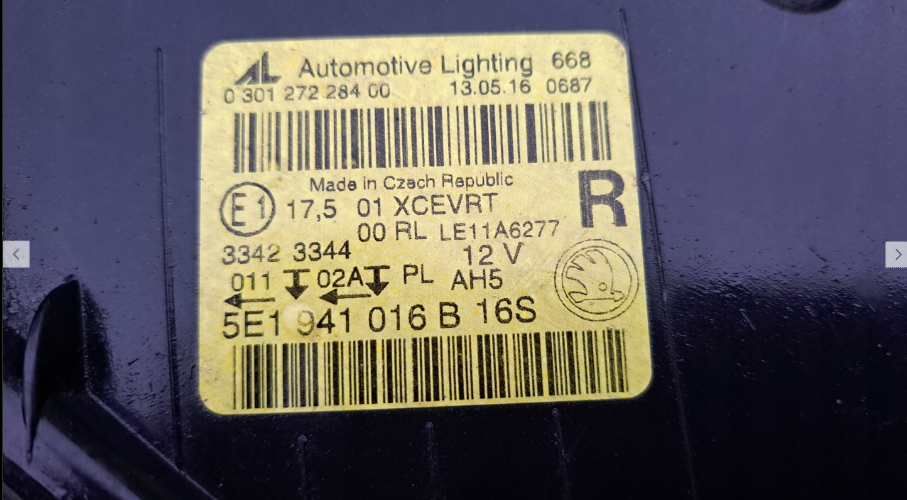 AL Automotive Lighting 668
0 301 272 284 00 13.05.16 0687
Made in Czech Republic
E1 17,5 01 XCEVRT R
00 RL LE11A6277
3342 3344 12 V
011 02A PL AH5
5E1 941 016 B 16S